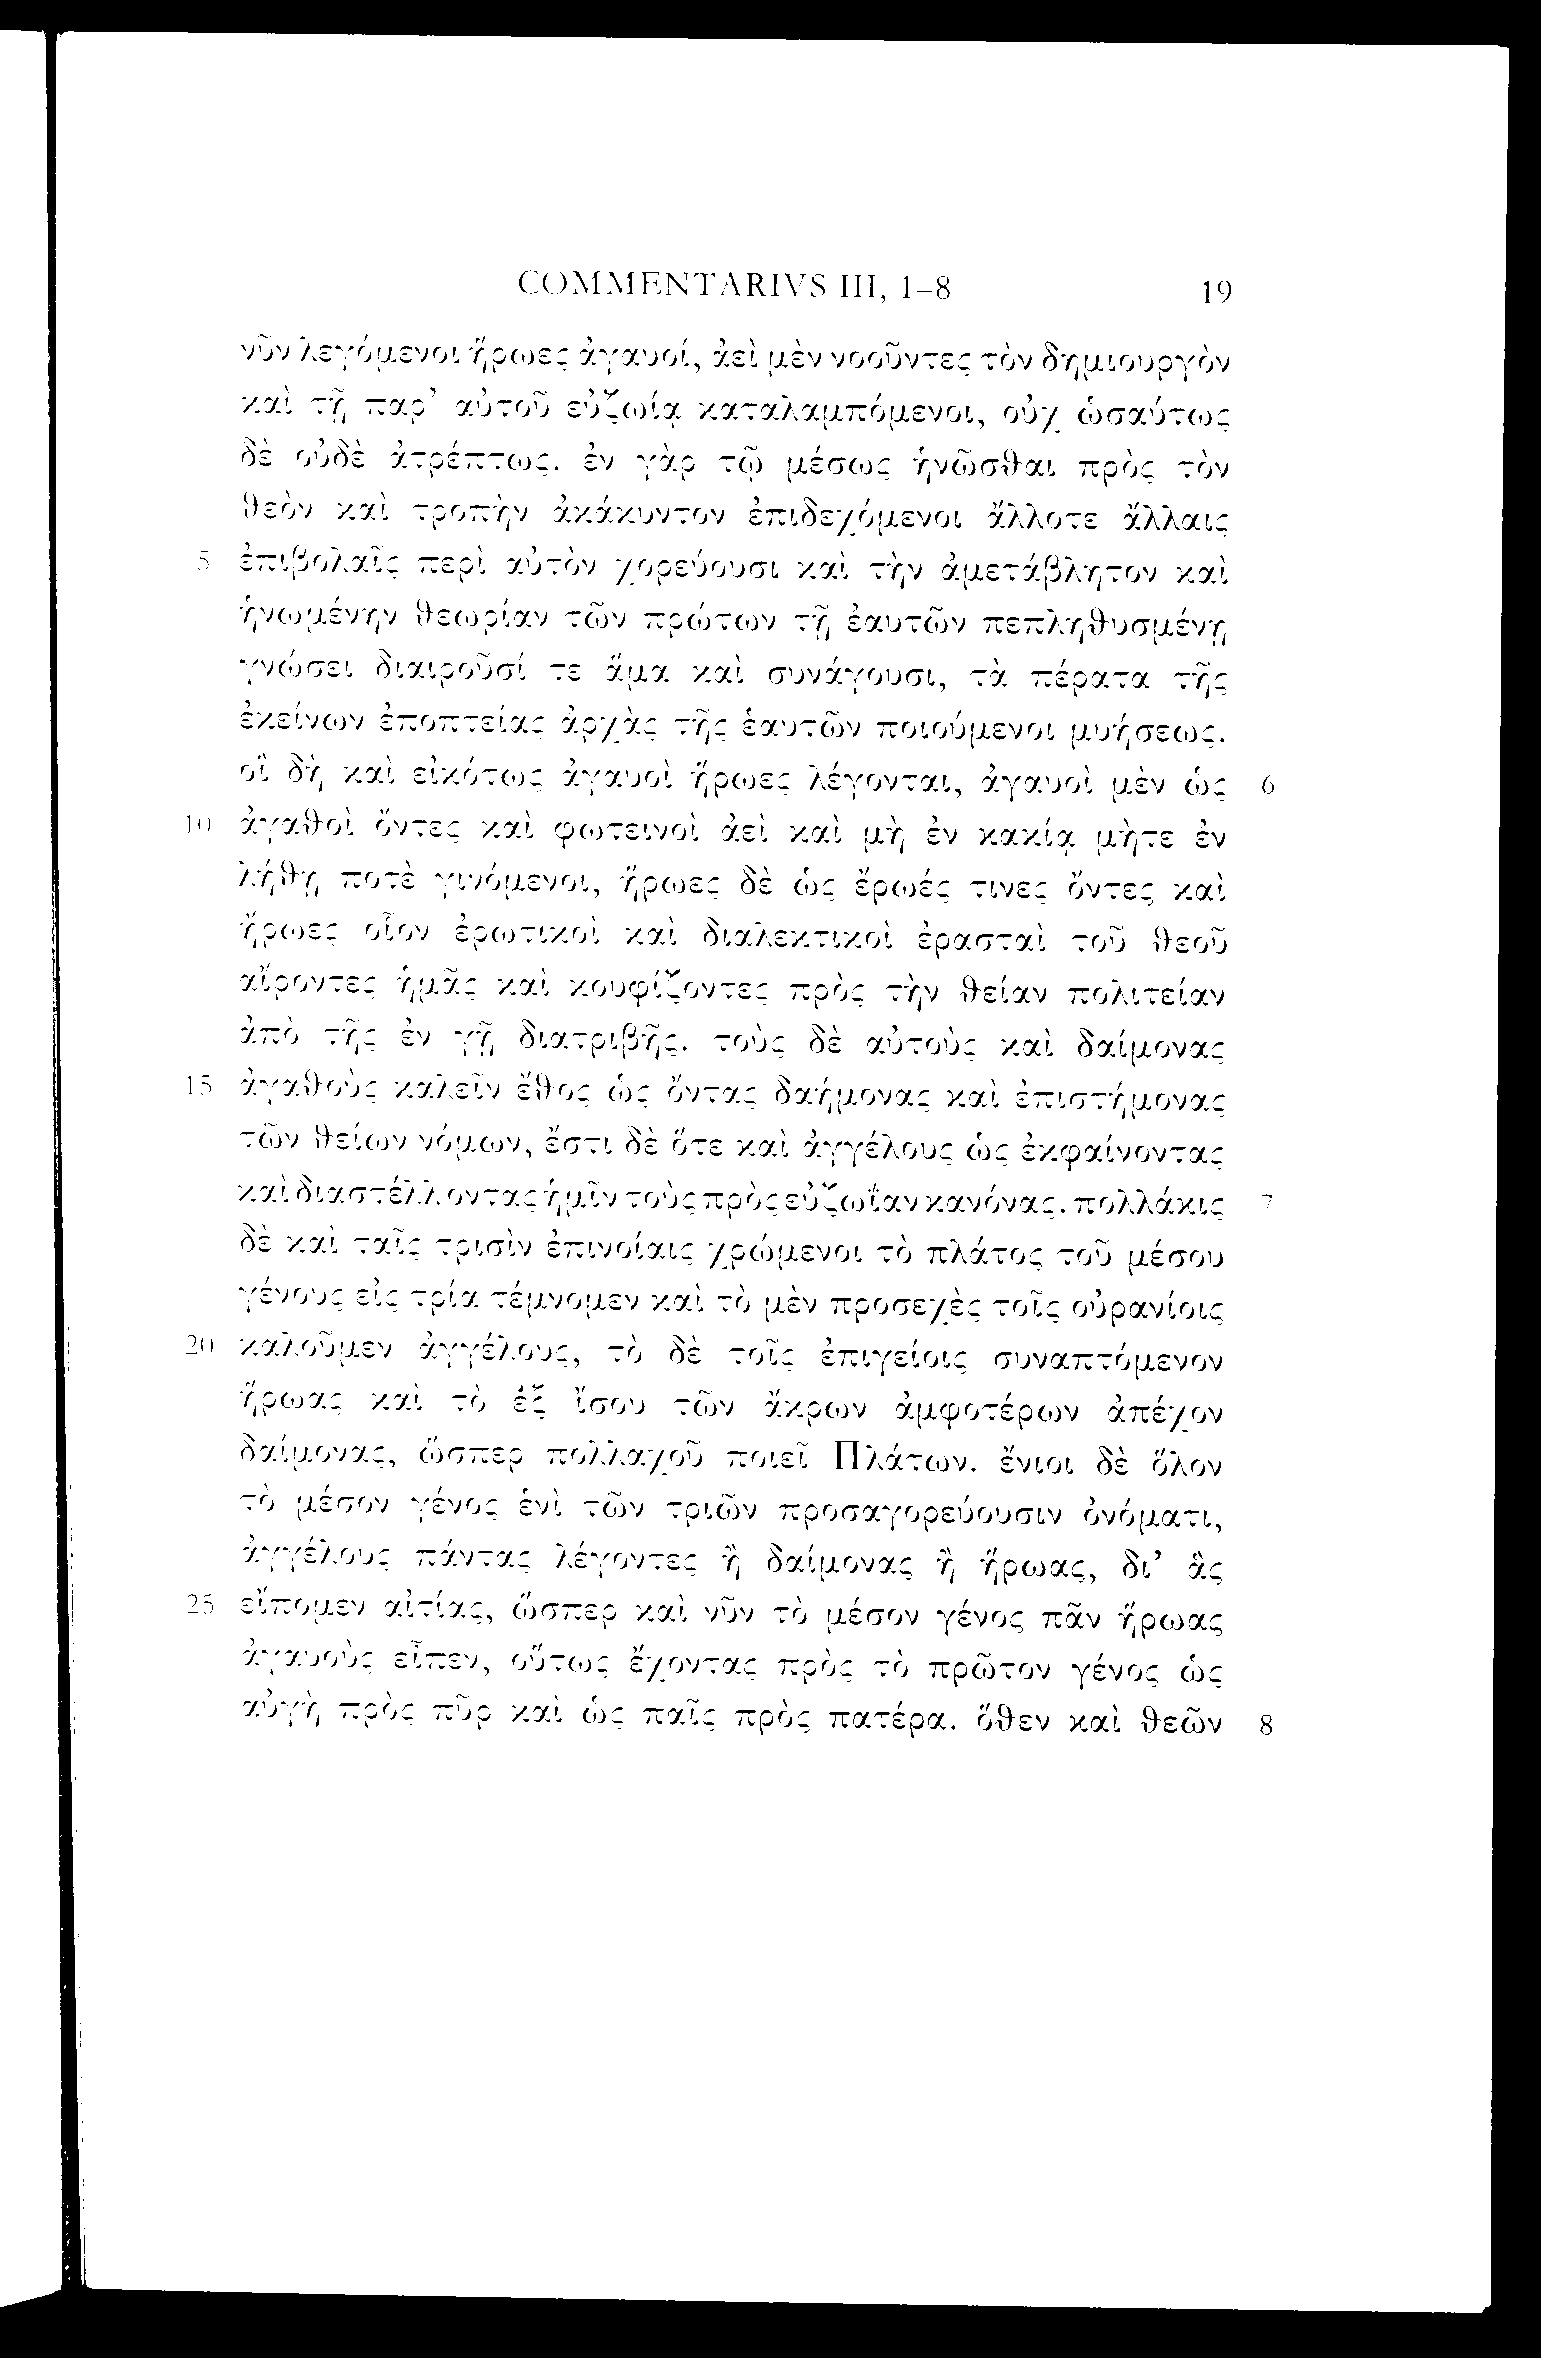 COMMENTARIVS III, 1–8 19
νῦν λεγόμενοι ἥρωες ἀγαυοί, ἀεὶ μὲν νοοῦντες τὸν δημιουργὸν
καὶ τῇ παρ’ αὐτοῦ εὐζωίᾳ καταλαμπόμενοι, οὐχ ὡσαύτως
δὲ οὐδὲ ἀτρέπτως. ἐν γὰρ τῷ μέσως ἡνῶσθαι πρὸς τὸν
θεὸν καὶ τροπὴν ἀκάκυντον ἐπιδεχόμενοι ἄλλοτε ἄλλαις
5 ἐπιβολαῖς περὶ αὐτὸν χορεύουσι καὶ τὴν ἀμετάβλητον καὶ
ἡνωμένην θεωρίαν τῶν πρώτων τῇ ἑαυτῶν πεπληθυσμένῃ
γνώσει διαιροῦσί τε ἅμα καὶ συνάγουσι, τὰ πέρατα τῆς
ἐκείνων ἐποπτείας ἀρχὰς τῆς ἑαυτῶν ποιούμενοι μυήσεως.
οἳ δὴ καὶ εἰκότως ἀγαυοὶ ἥρωες λέγονται, ἀγαυοὶ μὲν ὡς 6
10 ἀγαθοὶ ὄντες καὶ φωτεινοὶ ἀεὶ καὶ μὴ ἐν κακίᾳ μήτε ἐν
λήθῃ ποτὲ γινόμενοι, ἥρωες δὲ ὡς ἔρωές τινες ὄντες καὶ
ἥρωες οἷον ἐρωτικοὶ καὶ διαλεκτικοὶ ἐρασταὶ τοῦ θεοῦ
αἴροντες ἡμᾶς καὶ κουφίζοντες πρὸς τὴν θείαν πολιτείαν
ἀπὸ τῆς ἐν γῇ διατριβῆς. τοὺς δὲ αὐτοὺς καὶ δαίμονας
15 ἀγαθοὺς καλεῖν ἔθος ὡς ὄντας δαήμονας καὶ ἐπιστήμονας
τῶν θείων νόμων, ἔστι δὲ ὅτε καὶ ἀγγέλους ὡς ἐκφαίνοντας
καὶ διαστέλλοντας ἡμῖν τοὺς πρὸς εὐζωΐαν κανόνας. πολλάκις 7
δὲ καὶ ταῖς τρισὶν ἐπινοίαις χρώμενοι τὸ πλάτος τοῦ μέσου
γένους εἰς τρία τέμνομεν καὶ τὸ μὲν προσεχὲς τοῖς οὐρανίοις
20 καλοῦμεν ἀγγέλους, τὸ δὲ τοῖς ἐπιγείοις συναπτόμενον
ἥρωας καὶ τὸ ἐξ ἴσου τῶν ἄκρων ἀμφοτέρων ἀπέχον
δαίμονας, ὥσπερ πολλαχοῦ ποιεῖ Πλάτων. ἔνιοι δὲ ὅλον
τὸ μέσον γένος ἑνὶ τῶν τριῶν προσαγορεύουσιν ὀνόματι,
ἀγγέλους πάντας λέγοντες ἢ δαίμονας ἢ ἥρωας, δι’ ἃς
25 εἴπομεν αἰτίας, ὥσπερ καὶ νῦν τὸ μέσον γένος πᾶν ἥρωας
ἀγαυοὺς εἶπεν, οὕτως ἔχοντας πρὸς τὸ πρῶτον γένος ὡς
αὐγὴ πρὸς πῦρ καὶ ὡς παῖς πρὸς πατέρα. ὅθεν καὶ θεῶν 8